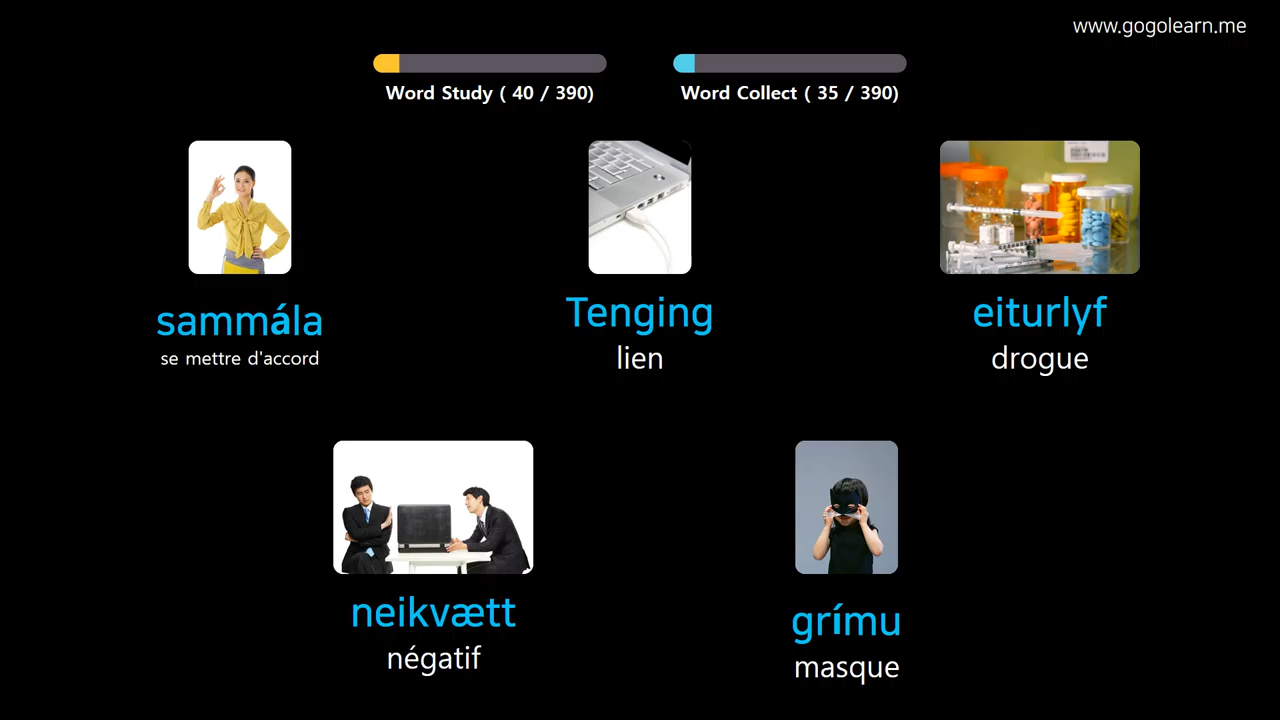 www.gogolearn.me
Word Study ( 40 / 390)
Word Collect ( 35 / 390)
sammála
se mettre d'accord
Tenging
lien
eiturlyf
drogue
neikvætt
négatif
grímu
masque